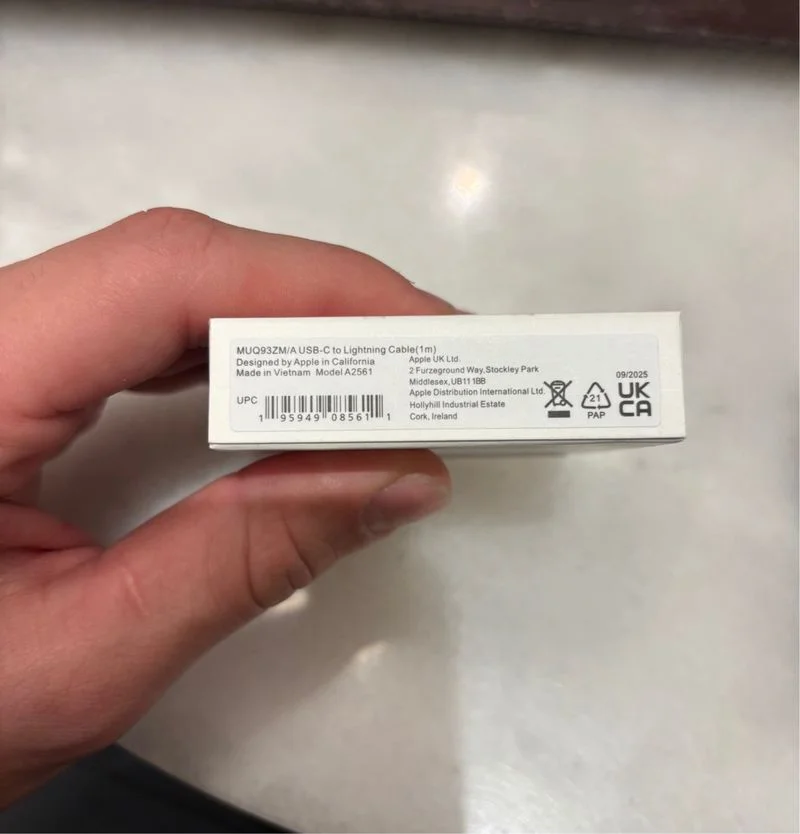 MUQ93ZM/A USB-C to Lightning Cable(1m)
Designed by Apple in California
Made in Vietnam Model A2561
UPC
1 95949 08561 1
Apple UK Ltd.
2 Furzeground Way,Stockley Park
Middlesex,UB11 1BB
Apple Distribution International Ltd.
Hollyhill Industrial Estate
Cork, Ireland
21
PAP
09/2025
UK
CA